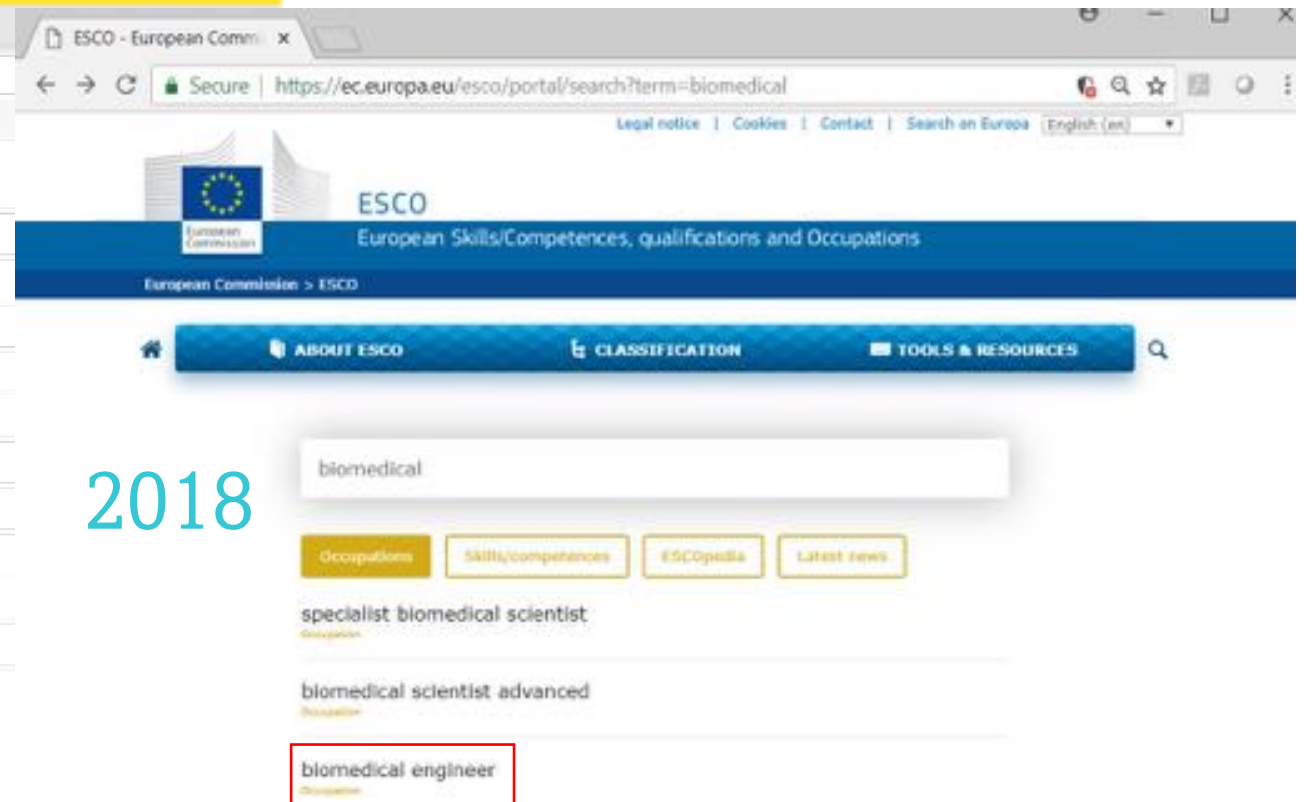 ESCO - European Comm
Secure | https://ec.europa.eu/esco/portal/search?term=biomedical
Legal notice | Cookies | Contact | Search on Europa English (en)
European
Commission
ESCO
European Skills/Competences, qualifications and Occupations
European Commission > ESCO
ABOUT ESCO CLASSIFICATION TOOLS & RESOURCES
biomedical
2018
Occupations Skills/competences ESCOpedia Latest news
specialist biomedical scientist
Occupation
biomedical scientist advanced
Occupation
biomedical engineer
Occupation